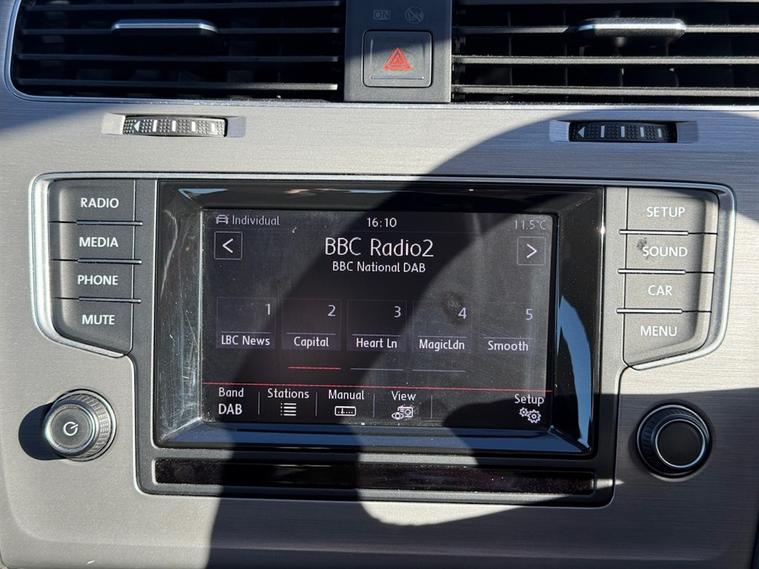 ON
RADIO
MEDIA
PHONE
MUTE
Individual 16:10 11.5°C
< BBC Radio2 >
BBC National DAB
1 2 3 4 5
LBC News Capital Heart Ln MagicLdn Smooth
Band Stations Manual View Setup
DAB
SETUP
SOUND
CAR
MENU